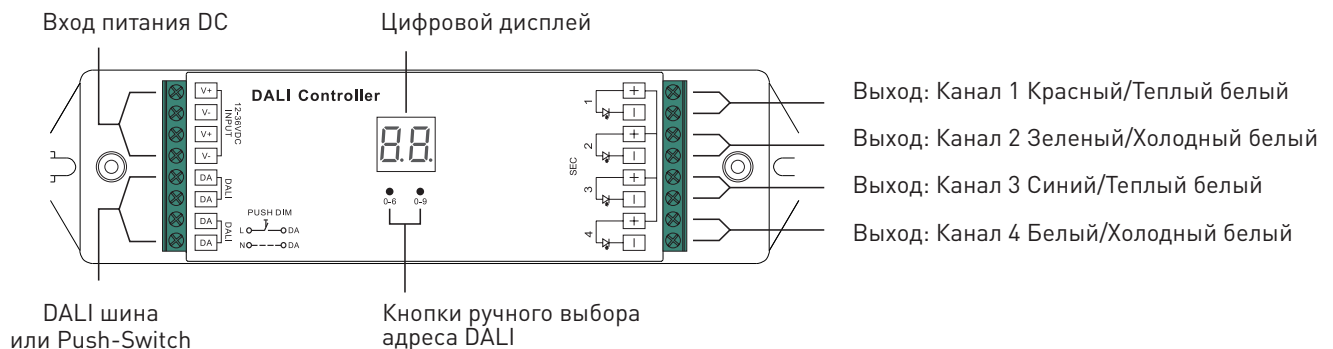 Вход питания DC
Цифровой дисплей
V+
V-
V+
V-
DA
DA
DA
DA
12-36VDC
INPUT
DALI
DALI
DALI Controller
8.8.
0-6 0-9
PUSH DIM
L DA
N DA
SEC
1
2
3
4
+
−
+
−
+
−
+
−
Выход: Канал 1 Красный/Теплый белый
Выход: Канал 2 Зеленый/Холодный белый
Выход: Канал 3 Синий/Теплый белый
Выход: Канал 4 Белый/Холодный белый
DALI шина
или Push-Switch
Кнопки ручного выбора
адреса DALI